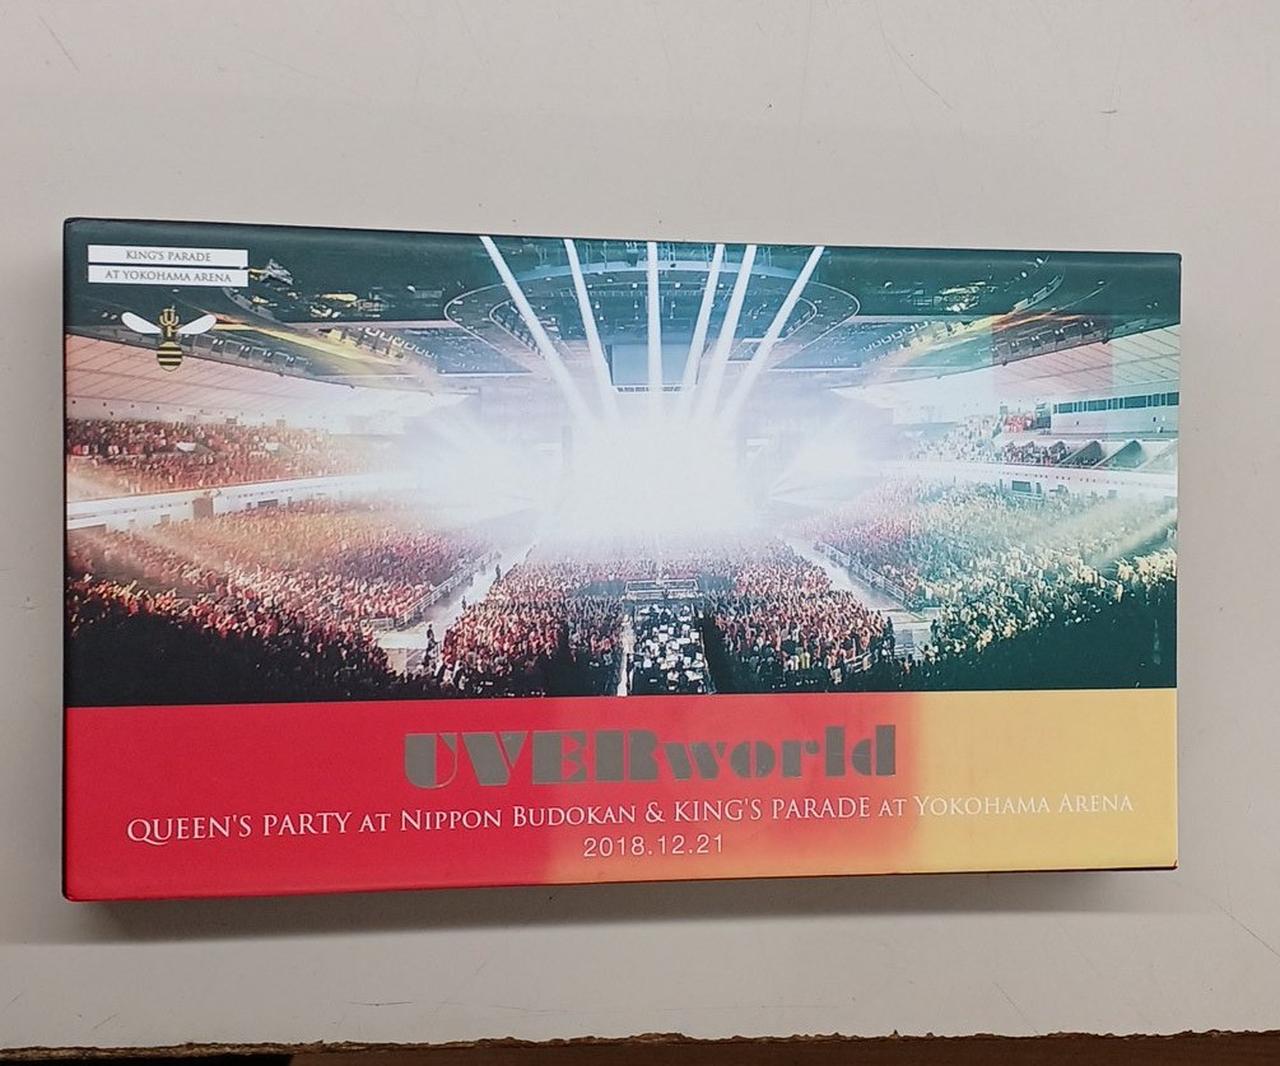 KING'S PARADE
AT YOKOHAMA ARENA
UVERworld
QUEEN'S PARTY AT NIPPON BUDOKAN & KING'S PARADE AT YOKOHAMA ARENA
2018.12.21